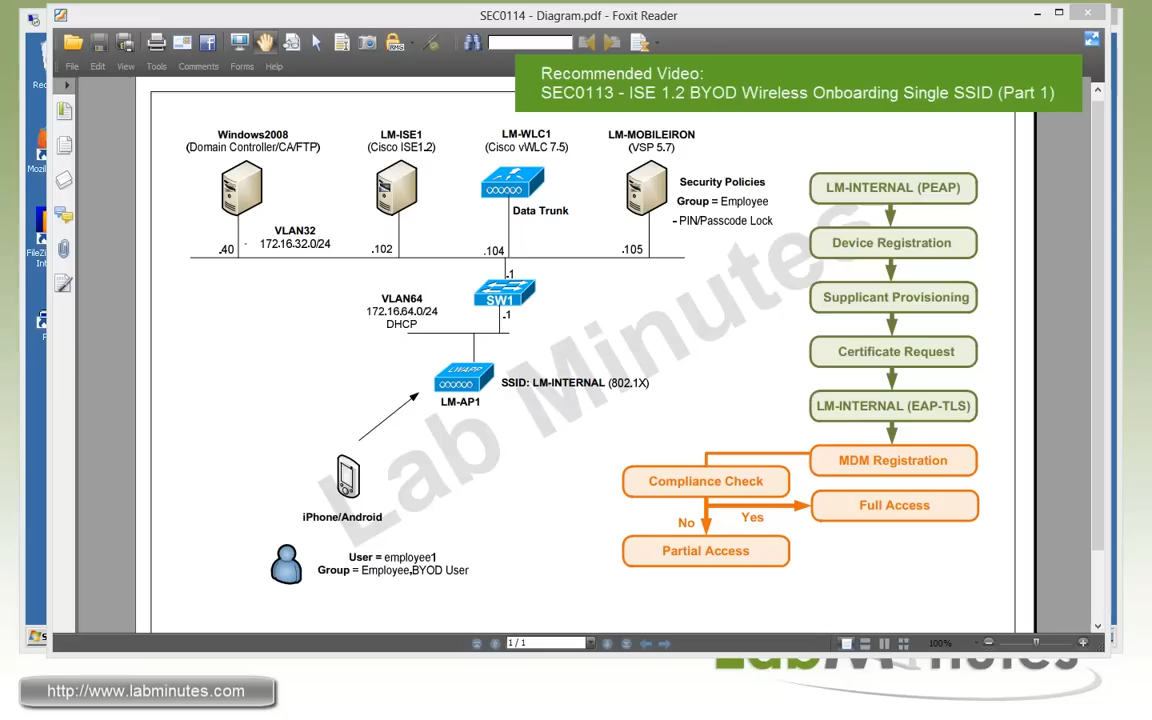 SEC0114 - Diagram.pdf - Foxit Reader
File Edit View Tools Comments Forms Help
Recommended Video:
SEC0113 - ISE 1.2 BYOD Wireless Onboarding Single SSID (Part 1)
Windows2008
(Domain Controller/CA/FTP)
LM-ISE1
(Cisco ISE1.2)
LM-WLC1
(Cisco vWLC 7.5)
LM-MOBILEIRON
(VSP 5.7)
Security Policies
Group = Employee
- PIN/Passcode Lock
Data Trunk
VLAN32
172.16.32.0/24
.40
.102
.104
.105
.1
SW1
.1
VLAN64
172.16.64.0/24
DHCP
LWAPP
LM-AP1
SSID: LM-INTERNAL (802.1X)
iPhone/Android
User = employee1
Group = Employee,BYOD User
LM-INTERNAL (PEAP)
Device Registration
Supplicant Provisioning
Certificate Request
LM-INTERNAL (EAP-TLS)
MDM Registration
Compliance Check
Full Access
No
Yes
Partial Access
Lab Minutes
1 / 1
100%
http://www.labminutes.com